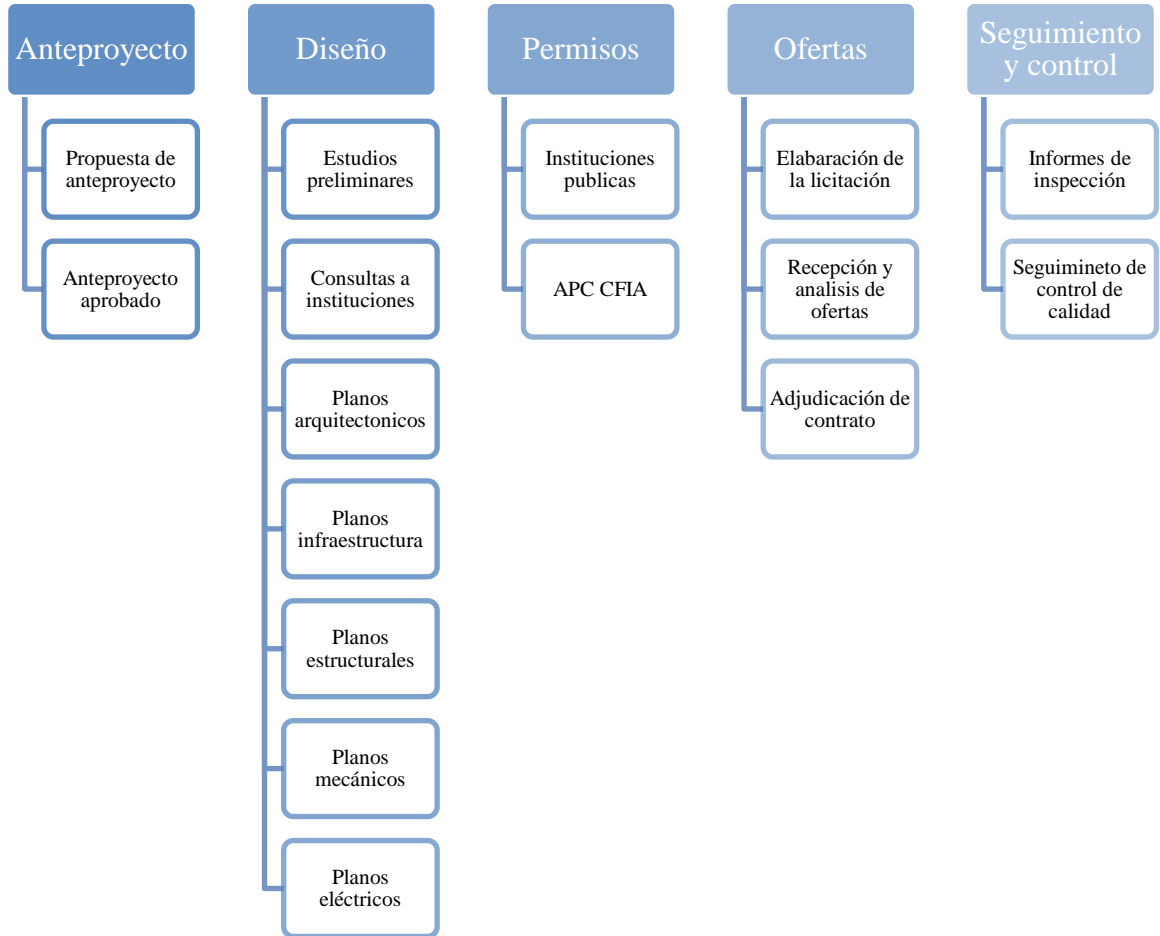 Anteproyecto
Propuesta de
anteproyecto
Anteproyecto
aprobado
Diseño
Estudios
preliminares
Consultas a
instituciones
Planos
arquitectonicos
Planos
infraestructura
Planos
estructurales
Planos
mecánicos
Planos
eléctricos
Permisos
Instituciones
publicas
APC CFIA
Ofertas
Elabaración de
la licitación
Recepción y
analisis de
ofertas
Adjudicación de
contrato
Seguimiento
y control
Informes de
inspección
Seguimineto de
control de
calidad